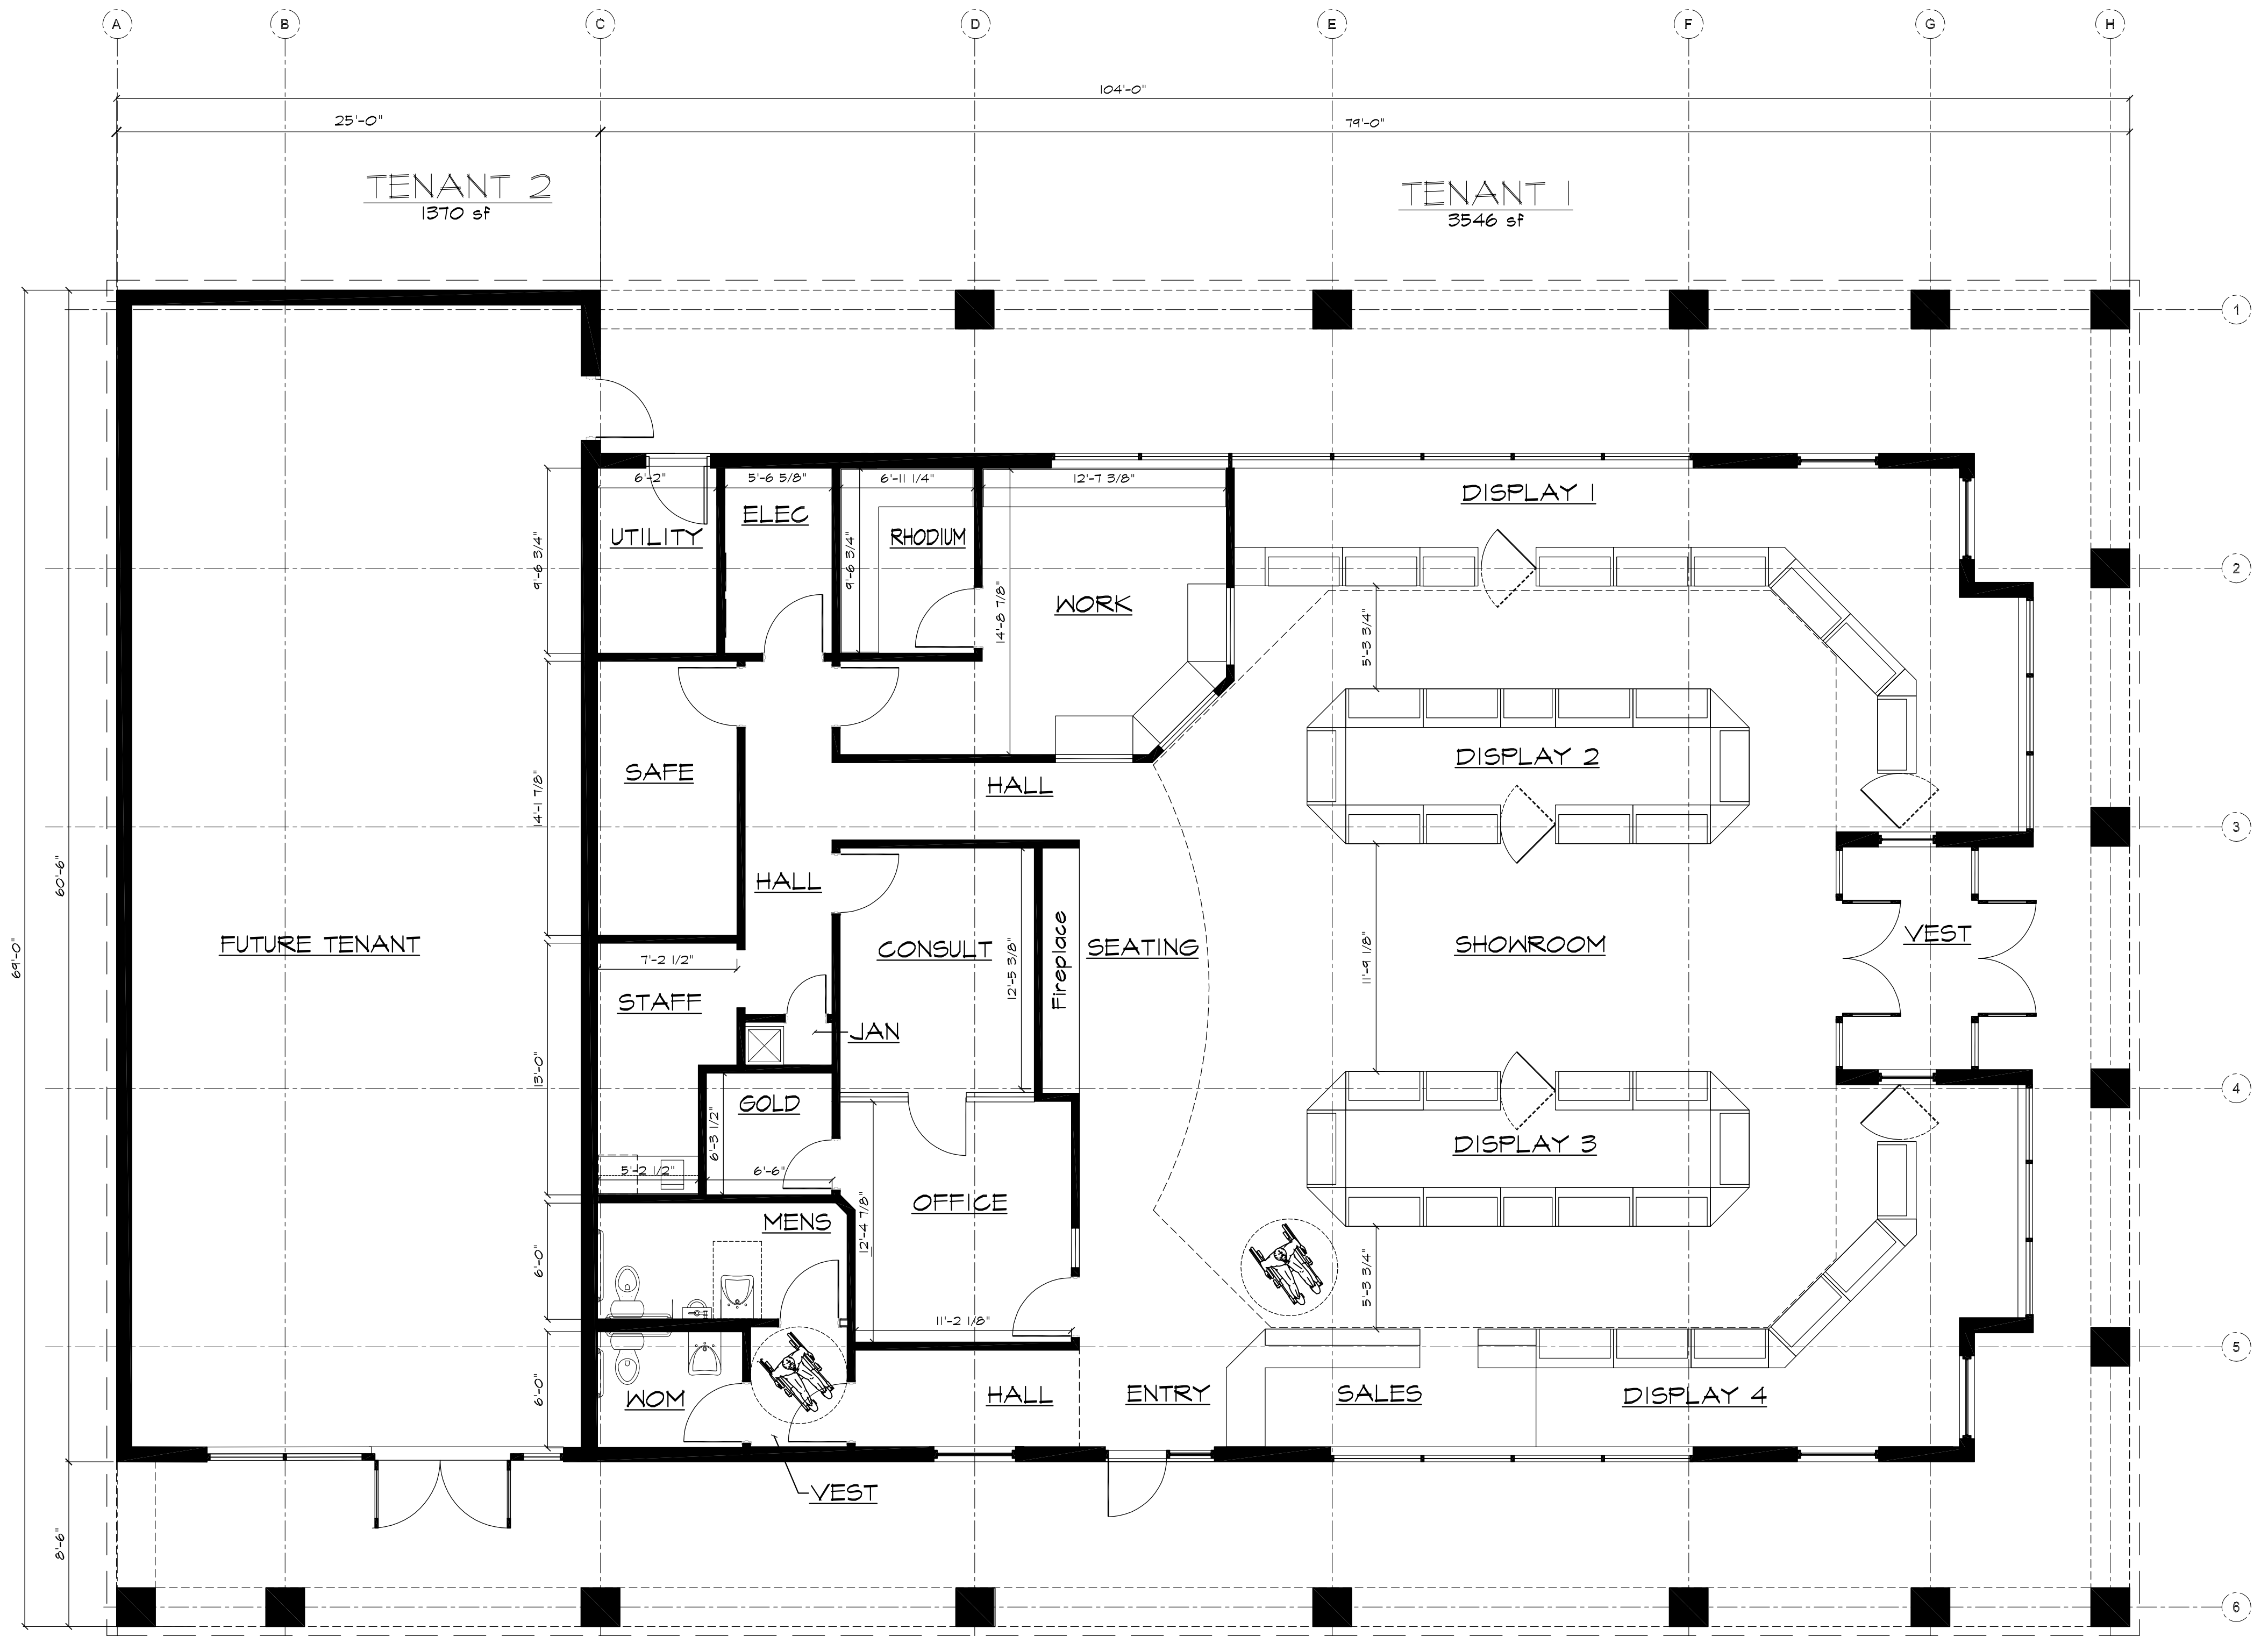 A B C D E F G H
104'-0"
25'-0" 79'-0"
TENANT 2
1370 sf
TENANT 1
3546 sf
1
6'-2" 5'-6 5/8" 6'-11 1/4" 12'-7 3/8"
DISPLAY 1
ELEC
UTILITY
RHODIUM
9'-6 3/4"
9'-6 3/4"
2
WORK
14'-8 7/8"
5'-3 3/4"
SAFE
14'-1 7/8"
HALL
DISPLAY 2
3
60'-6"
69'-0"
HALL
FUTURE TENANT
CONSULT
12'-5 3/8"
Fireplace
SEATING
11'-9 1/8"
SHOWROOM
VEST
7'-2 1/2"
STAFF
JAN
13'-0"
4
GOLD
6'-3 1/2"
DISPLAY 3
5'-2 1/2" 6'-6"
OFFICE
12'-4 7/8"
MENS
6'-0"
5'-3 3/4"
11'-2 1/8"
5
6'-0"
WOM
HALL
ENTRY
SALES
DISPLAY 4
VEST
8'-6"
6